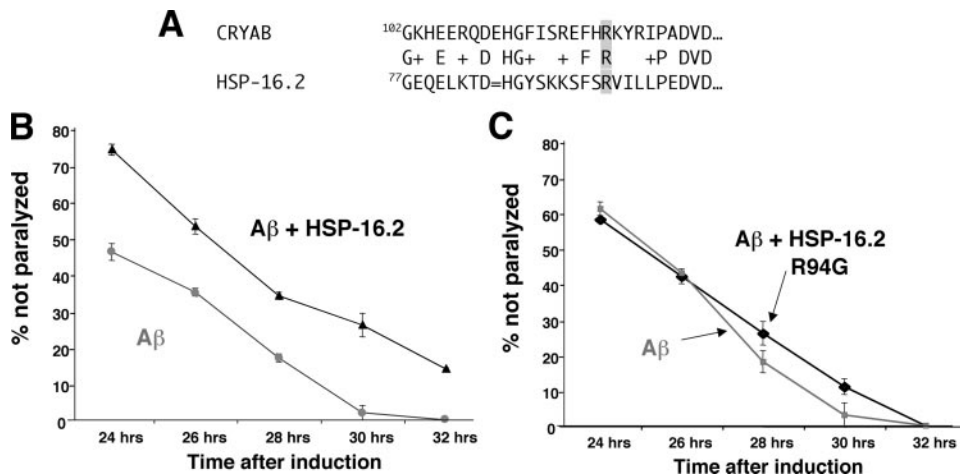 A
CRYAB ¹⁰²GKHEERQDEHGFISREFHRKYRIPADVD…
G+ E + D HG+ + F R +P DVD
HSP-16.2 ⁷⁷GEQELKTD=HGYSKKSFSRVILLPEDVD…
B
% not paralyzed
80
70
60
50
40
30
20
10
0
Aβ + HSP-16.2
Aβ
24 hrs 26 hrs 28 hrs 30 hrs 32 hrs
Time after induction
C
% not paralyzed
80
70
60
50
40
30
20
10
0
Aβ + HSP-16.2
R94G
Aβ
24 hrs 26 hrs 28 hrs 30 hrs 32 hrs
Time after induction